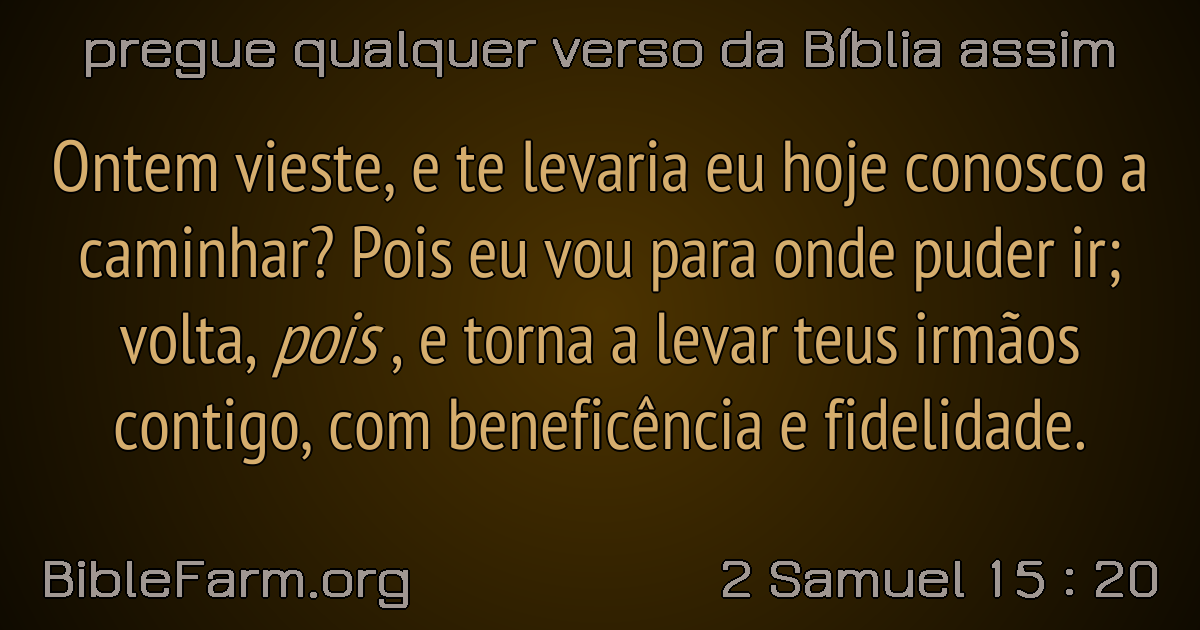 pregue qualquer verso da Bíblia assim
Ontem vieste, e te levaria eu hoje conosco a
caminhar? Pois eu vou para onde puder ir;
volta, pois , e torna a levar teus irmãos
contigo, com beneficência e fidelidade.
BibleFarm.org
2 Samuel 15 : 20